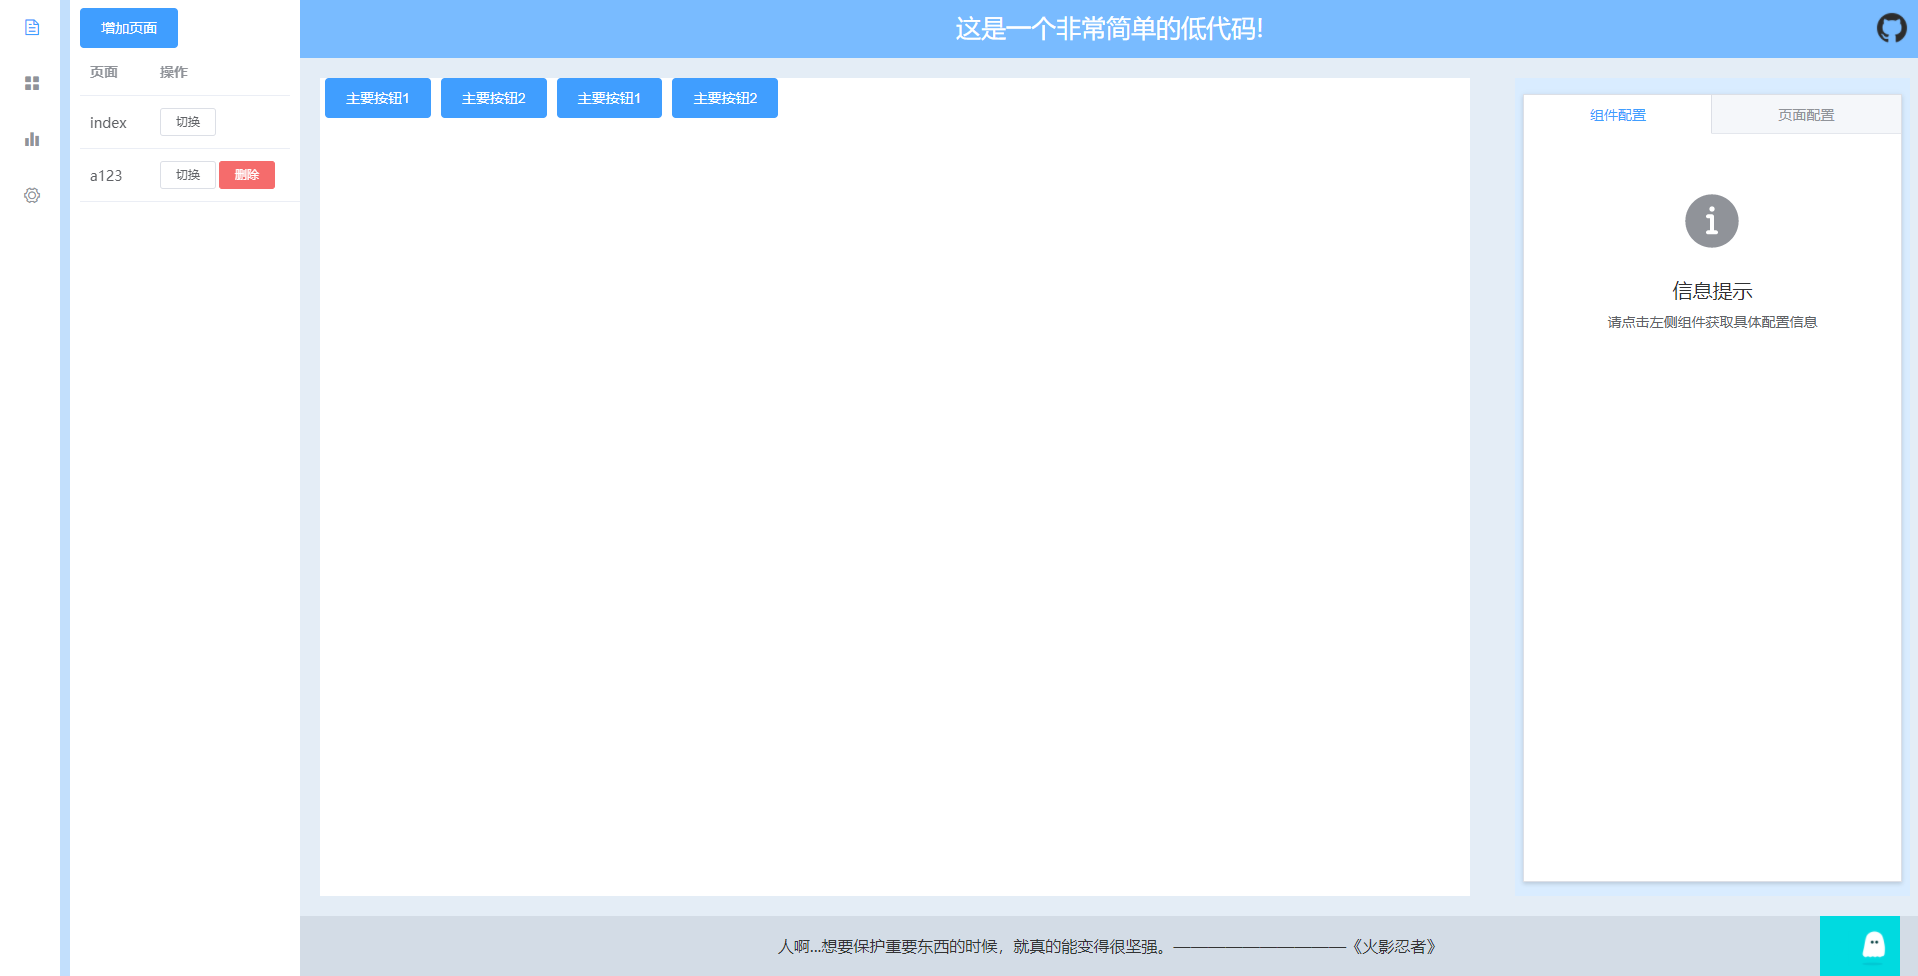 增加页面
页面 操作
index 切换
a123 切换 删除
这是一个非常简单的低代码!
主要按钮1 主要按钮2 主要按钮1 主要按钮2
组件配置 页面配置
信息提示
请点击左侧组件获取具体配置信息
人啊...想要保护重要东西的时候，就真的能变得很坚强。———————————《火影忍者》